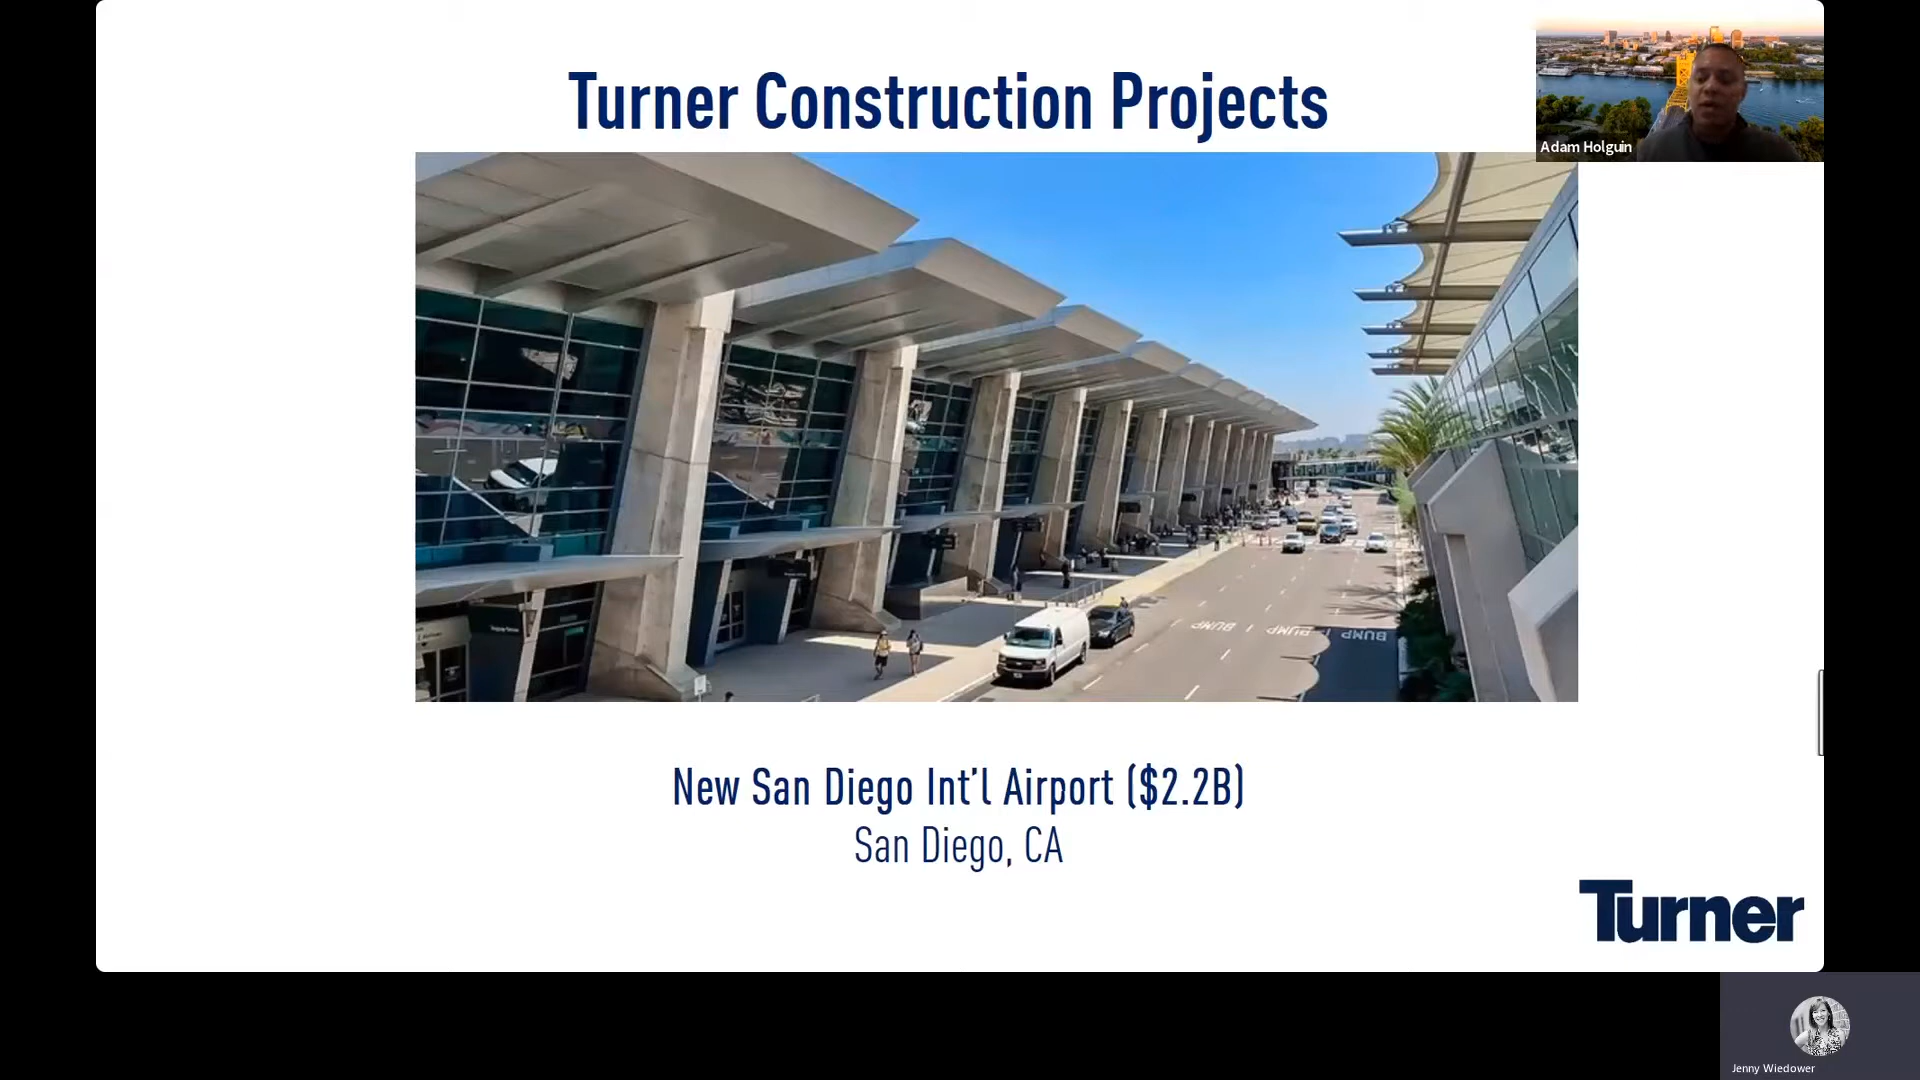 Turner Construction Projects
Adam Holguin
BUMP BUMP BUMP
New San Diego Int'l Airport ($2.2B)
San Diego, CA
Turner
Jenny Wiedower